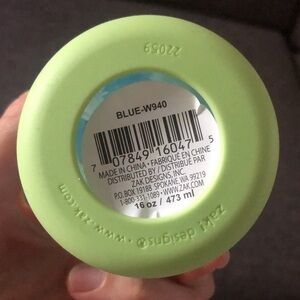 22059
BLUE-W940
7 07849 16047 5
MADE IN CHINA • FABRIQUE EN CHINE
DISTRIBUTED BY / DISTRIBUÉ PAR
ZAK DESIGNS, INC.
P.O. BOX 19188 SPOKANE, WA 99219
1-800-331-1089 • WWW.ZAK.COM
16 oz / 473 ml
zak! designs® • www.zak.com